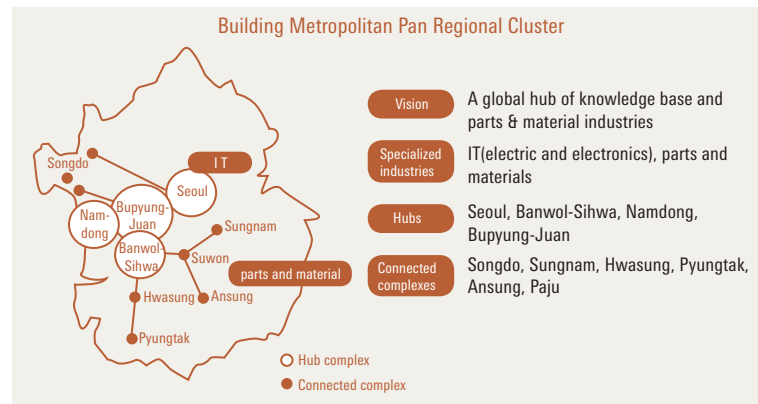 Building Metropolitan Pan Regional Cluster
Songdo
I T
Seoul
Nam-
dong
Bupyung-
Juan
Banwol-
Sihwa
Sungnam
Suwon
parts and material
Hwasung
Ansung
Pyungtak
Hub complex
Connected complex
Vision
A global hub of knowledge base and
parts & material industries
Specialized
industries
IT(electric and electronics), parts and
materials
Hubs
Seoul, Banwol-Sihwa, Namdong,
Bupyung-Juan
Connected
complexes
Songdo, Sungnam, Hwasung, Pyungtak,
Ansung, Paju